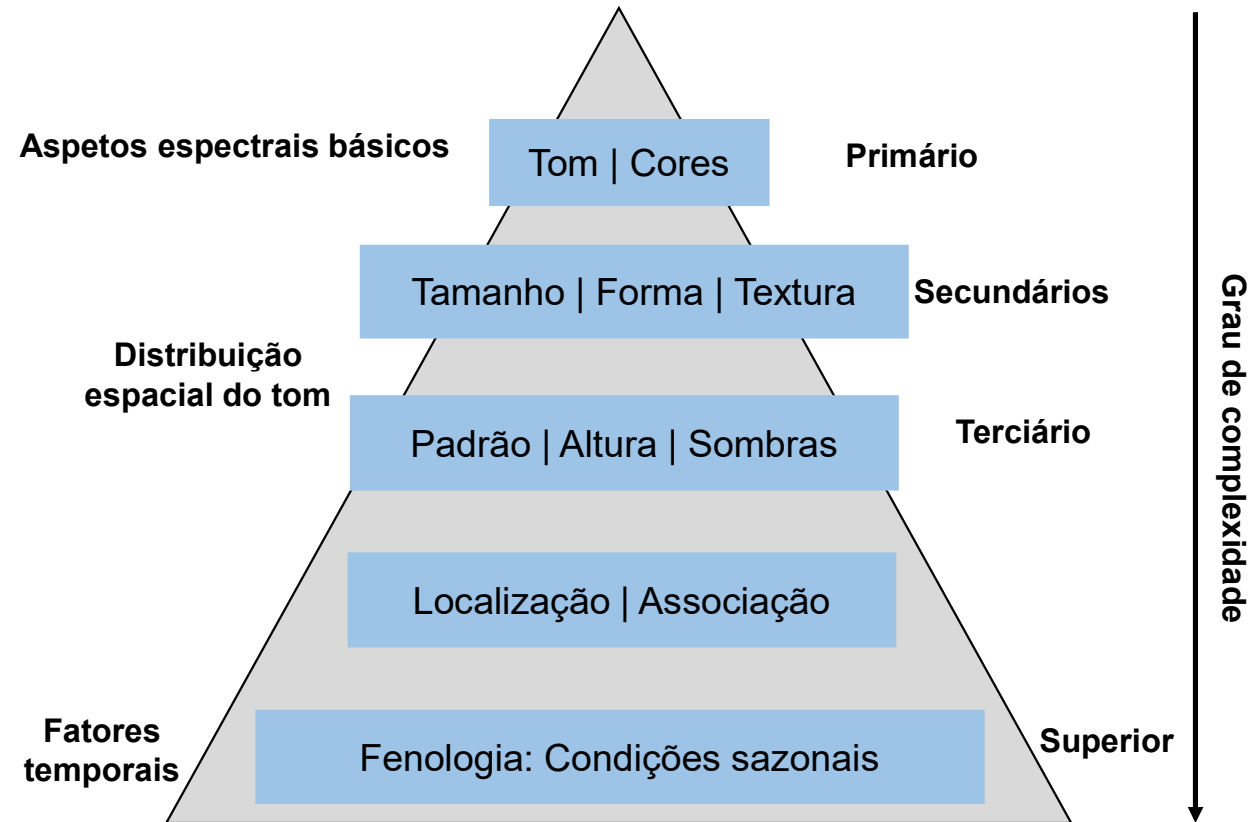 Aspetos espectrais básicos
Tom | Cores
Primário
Tamanho | Forma | Textura
Secundários
Distribuição
espacial do tom
Padrão | Altura | Sombras
Terciário
Localização | Associação
Fatores
temporais
Fenologia: Condições sazonais
Superior
Grau de complexidade